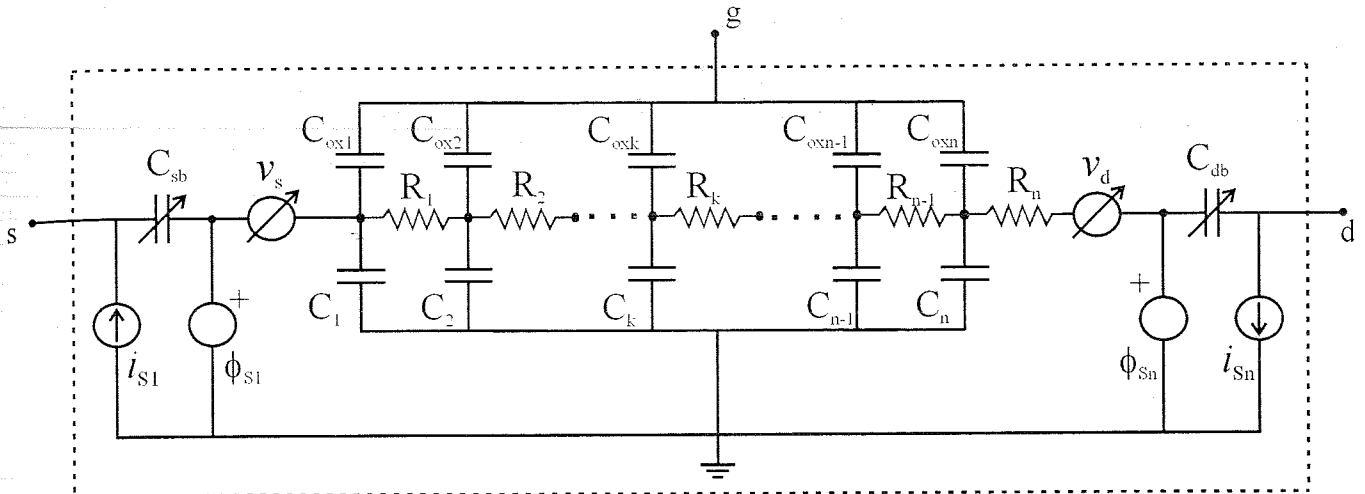 g
C_ox1 C_ox2 C_oxk C_oxn-1 C_oxn
C_sb v_s R_1 R_2 R_k R_n-1 R_n v_d C_db
s d
C_1 C_2 C_k C_n-1 C_n
+ +
i_S1 ϕ_S1 ϕ_Sn i_Sn